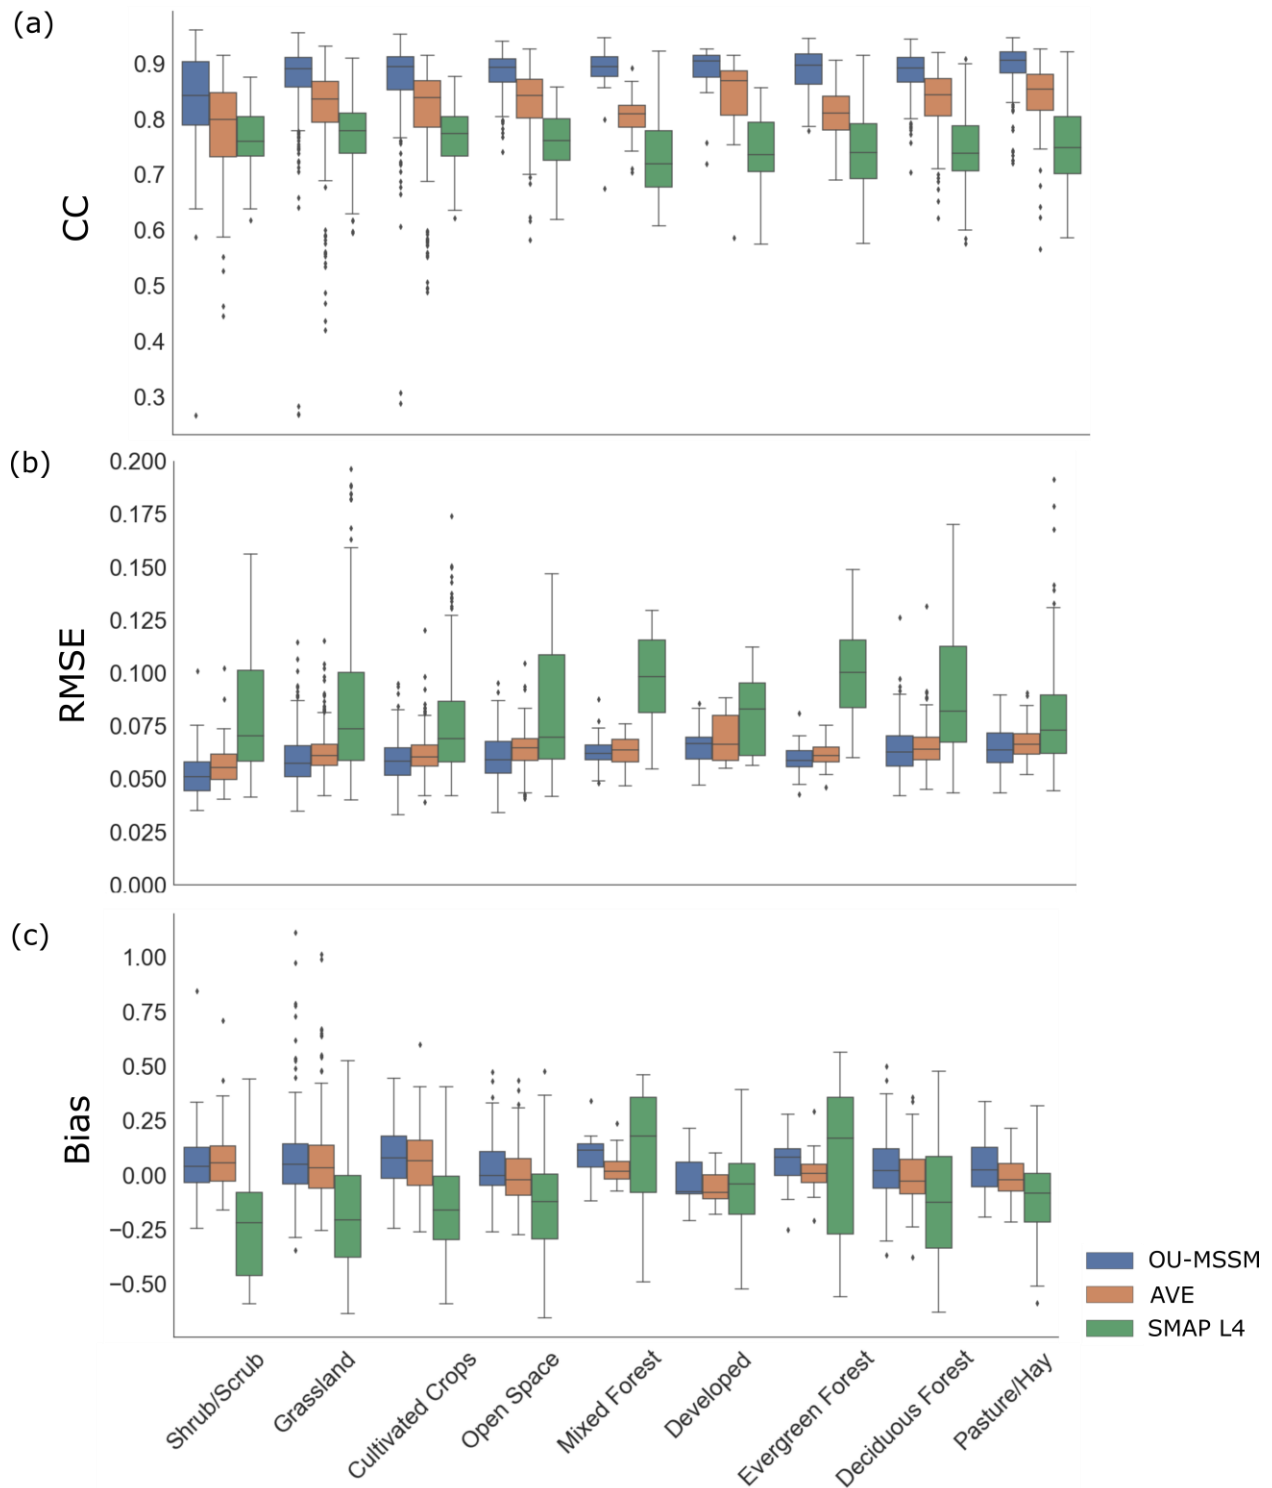 (a)
0.9
0.8
0.7
0.6
0.5
0.4
0.3
CC
(b)
0.200
0.175
0.150
0.125
0.100
0.075
0.050
0.025
0.000
RMSE
(c)
1.00
0.75
0.50
0.25
0.00
−0.25
−0.50
Bias
OU-MSSM
AVE
SMAP L4
Shrub/Scrub
Grassland
Cultivated Crops
Open Space
Mixed Forest
Developed
Evergreen Forest
Deciduous Forest
Pasture/Hay